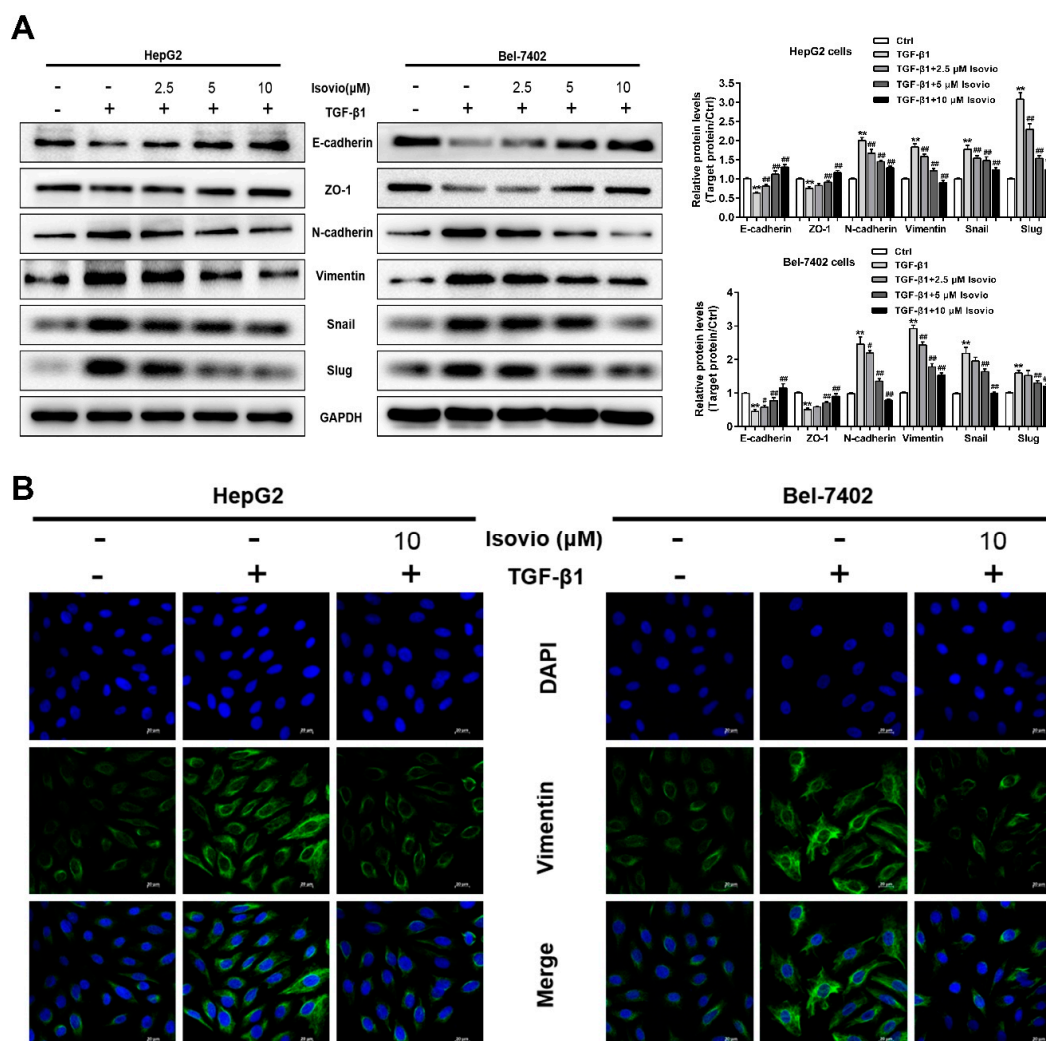 A
HepG2
Bel-7402
- - 2.5 5 10 Isovio(μM) - - 2.5 5 10
- + + + + TGF-β1 - + + + +
E-cadherin
ZO-1
N-cadherin
Vimentin
Snail
Slug
GAPDH
HepG2 cells
Ctrl
TGF-β1
TGF-β1+2.5 μM Isovio
TGF-β1+5 μM Isovio
TGF-β1+10 μM Isovio
Relative protein levels
(Target protein/Ctrl)
3.5
3.0
2.5
2.0
1.5
1.0
0.5
0.0
** ## ## ##
** ## ##
** ## ## ##
** ## ## ##
** ## ## ##
** ## ##
E-cadherin ZO-1 N-cadherin Vimentin Snail Slug
Bel-7402 cells
Ctrl
TGF-β1
TGF-β1+2.5 μM Isovio
TGF-β1+5 μM Isovio
TGF-β1+10 μM Isovio
Relative protein levels
(Target protein/Ctrl)
4
3
2
1
0
** # ## ##
** ## ##
** # ## ##
** ## ## ##
** ## ##
** ##
E-cadherin ZO-1 N-cadherin Vimentin Snail Slug
B
HepG2
Bel-7402
- - 10 Isovio (μM) - - 10
- + + TGF-β1 - + +
DAPI
Vimentin
Merge